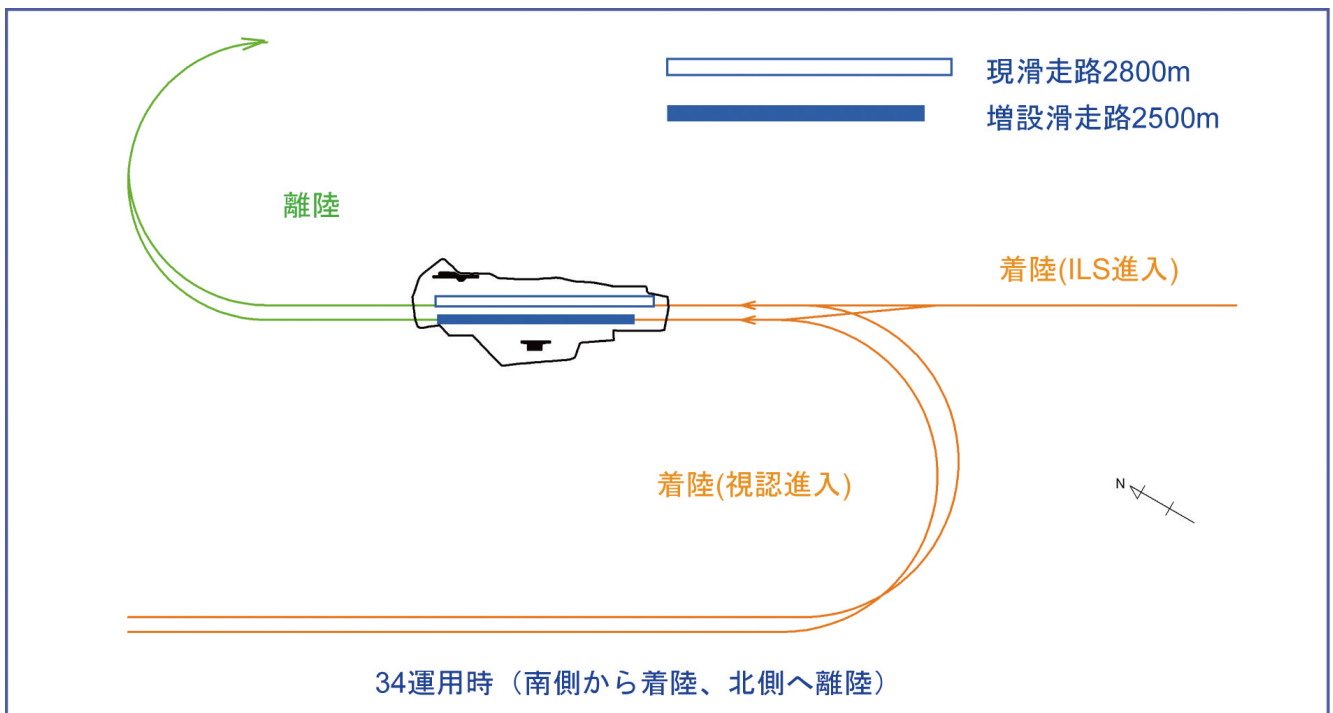 現滑走路2800m
増設滑走路2500m
離陸
着陸(ILS進入)
着陸(視認進入)
N
34運用時（南側から着陸、北側へ離陸）